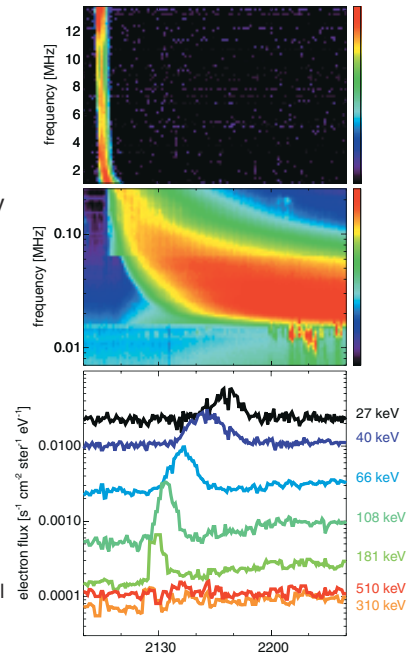 12
10
8
6
4
2
frequency [MHz]
0.10
0.01
frequency [MHz]
0.0100
0.0010
0.0001
electron flux [s⁻¹ cm⁻² ster⁻¹ eV⁻¹]
27 keV
40 keV
66 keV
108 keV
181 keV
510 keV
310 keV
2130
2200